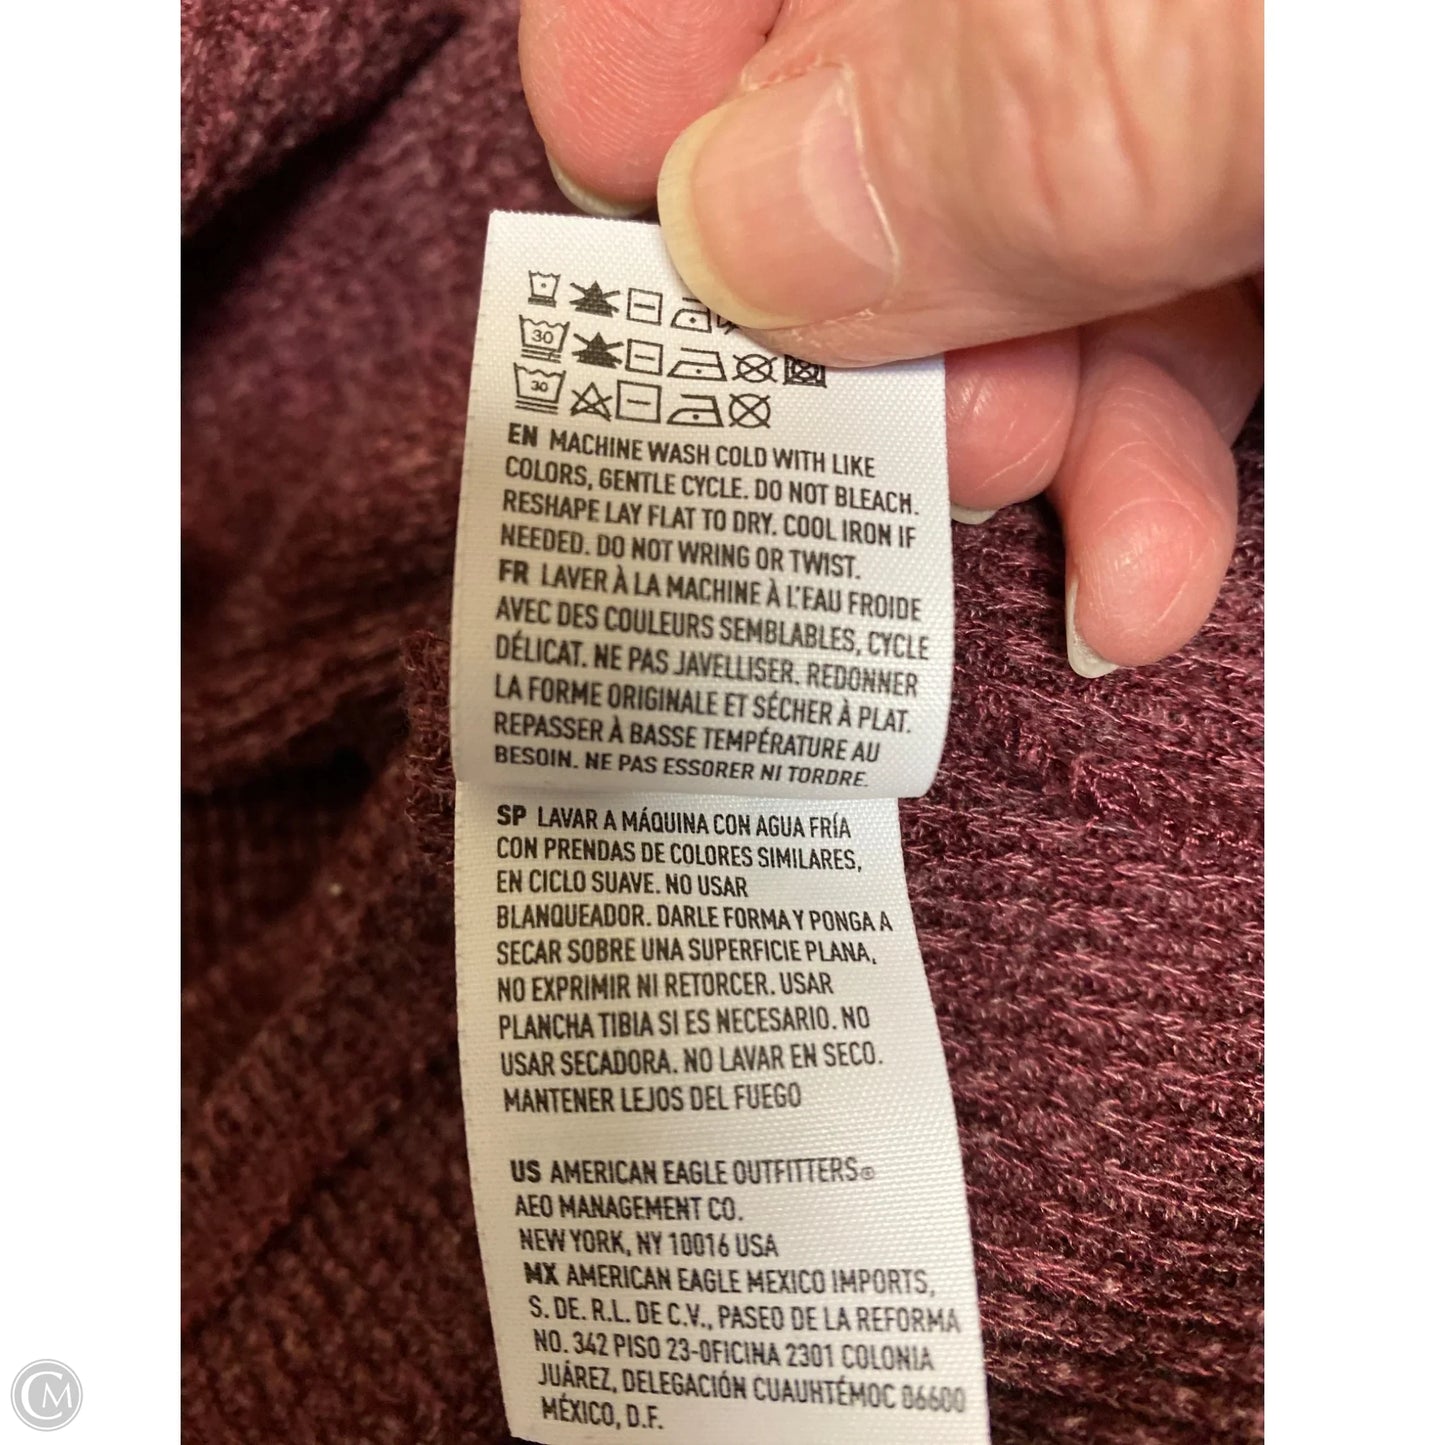 30
30
EN MACHINE WASH COLD WITH LIKE
COLORS, GENTLE CYCLE. DO NOT BLEACH.
RESHAPE LAY FLAT TO DRY. COOL IRON IF
NEEDED. DO NOT WRING OR TWIST.
FR LAVER À LA MACHINE À L'EAU FROIDE
AVEC DES COULEURS SEMBLABLES, CYCLE
DÉLICAT. NE PAS JAVELLISER. REDONNER
LA FORME ORIGINALE ET SÉCHER À PLAT.
REPASSER À BASSE TEMPÉRATURE AU
BESOIN. NE PAS ESSORER NI TORDRE.
SP LAVAR A MÁQUINA CON AGUA FRÍA
CON PRENDAS DE COLORES SIMILARES,
EN CICLO SUAVE. NO USAR
BLANQUEADOR. DARLE FORMA Y PONGA A
SECAR SOBRE UNA SUPERFICIE PLANA,
NO EXPRIMIR NI RETORCER. USAR
PLANCHA TIBIA SI ES NECESARIO. NO
USAR SECADORA. NO LAVAR EN SECO.
MANTENER LEJOS DEL FUEGO
US AMERICAN EAGLE OUTFITTERS®
AEO MANAGEMENT CO.
NEW YORK, NY 10016 USA
MX AMERICAN EAGLE MEXICO IMPORTS,
S. DE. R.L. DE C.V., PASEO DE LA REFORMA
NO. 342 PISO 23-OFICINA 2301 COLONIA
JUÁREZ, DELEGACIÓN CUAUHTÉMOC 06600
MÉXICO, D.F.
CM